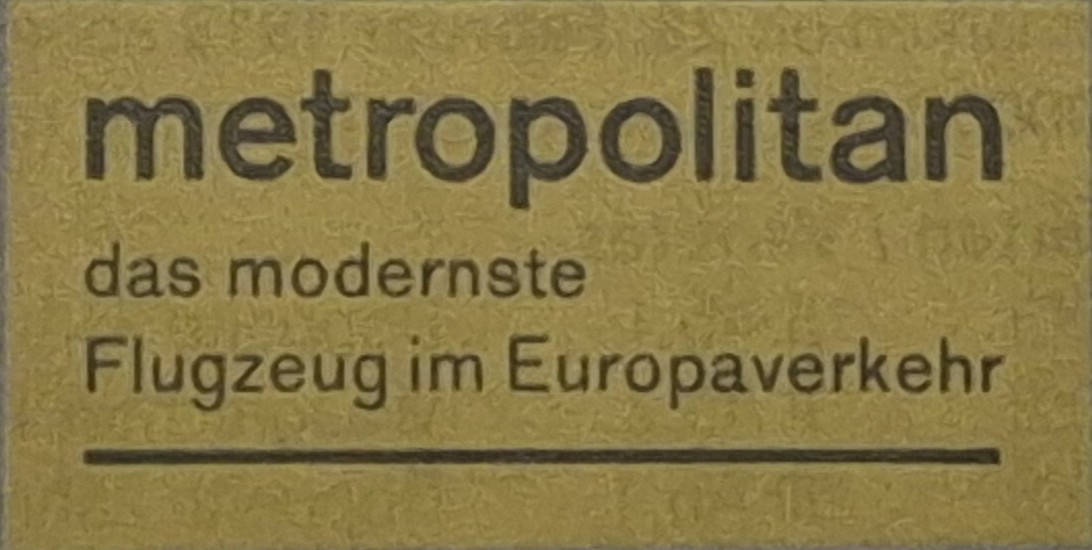 metropolitan
das modernste
Flugzeug im Europaverkehr